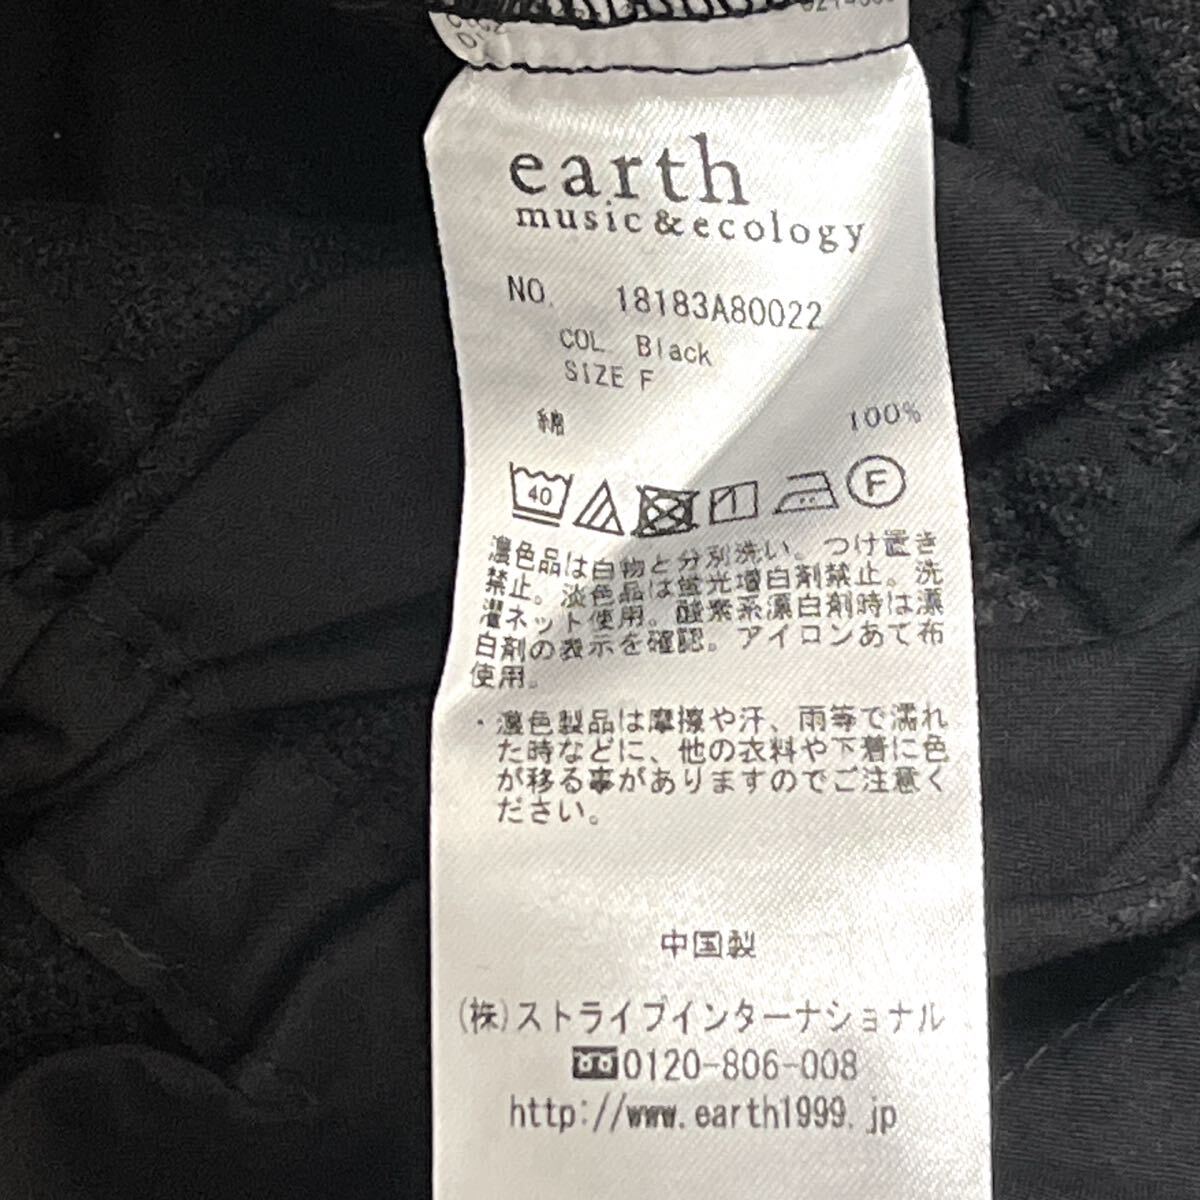 earth
music&ecology
NO. 18183A80022
COL Black
SIZE F
綿 100%
40 F
濃色品は白物と分別洗い。つけ置き
禁止。淡色品は蛍光増白剤禁止。洗
濯ネット使用。酸素系漂白剤時は漂
白剤の表示を確認。アイロンあて布
使用。
・濃色製品は摩擦や汗、雨等で濡れ
た時などに、他の衣料や下着に色
が移る事がありますのでご注意く
ださい。
中国製
(株)ストライプインターナショナル
0120-806-008
http://www.earth1999.jp